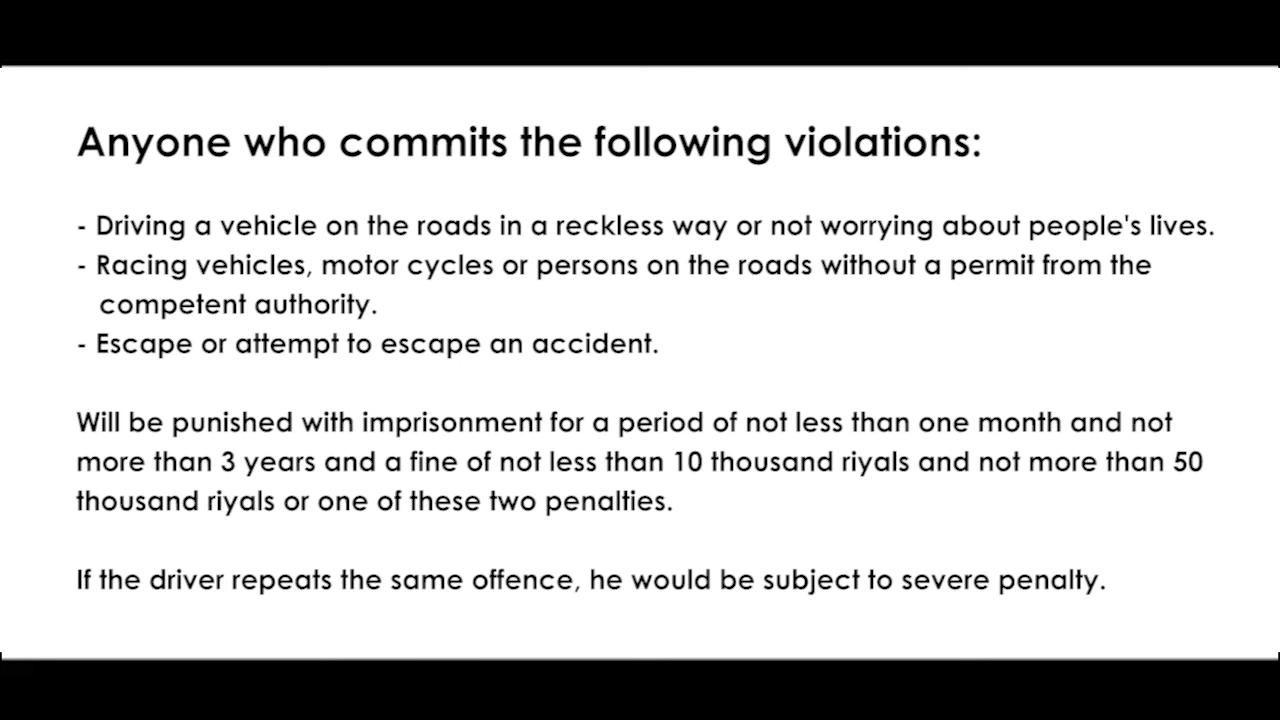 Anyone who commits the following violations:
- Driving a vehicle on the roads in a reckless way or not worrying about people's lives.
- Racing vehicles, motor cycles or persons on the roads without a permit from the
competent authority.
- Escape or attempt to escape an accident.
Will be punished with imprisonment for a period of not less than one month and not
more than 3 years and a fine of not less than 10 thousand riyals and not more than 50
thousand riyals or one of these two penalties.
If the driver repeats the same offence, he would be subject to severe penalty.